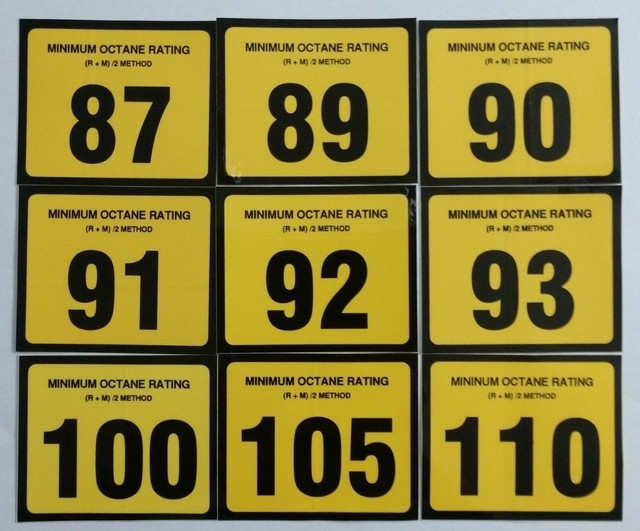 MINIMUM OCTANE RATING
(R + M) /2 METHOD
87
MINIMUM OCTANE RATING
(R + M) /2 METHOD
89
MININUM OCTANE RATING
(R + M) /2 METHOD
90
MINIMUM OCTANE RATING
(R + M) /2 METHOD
91
MINIMUM OCTANE RATING
(R + M) /2 METHOD
92
MINIMUM OCTANE RATING
(R + M) /2 METHOD
93
MINIMUM OCTANE RATING
(R + M) /2 METHOD
100
MINIMUM OCTANE RATING
(R + M) /2 METHOD
105
MININUM OCTANE RATING
(R + M) /2 METHOD
110